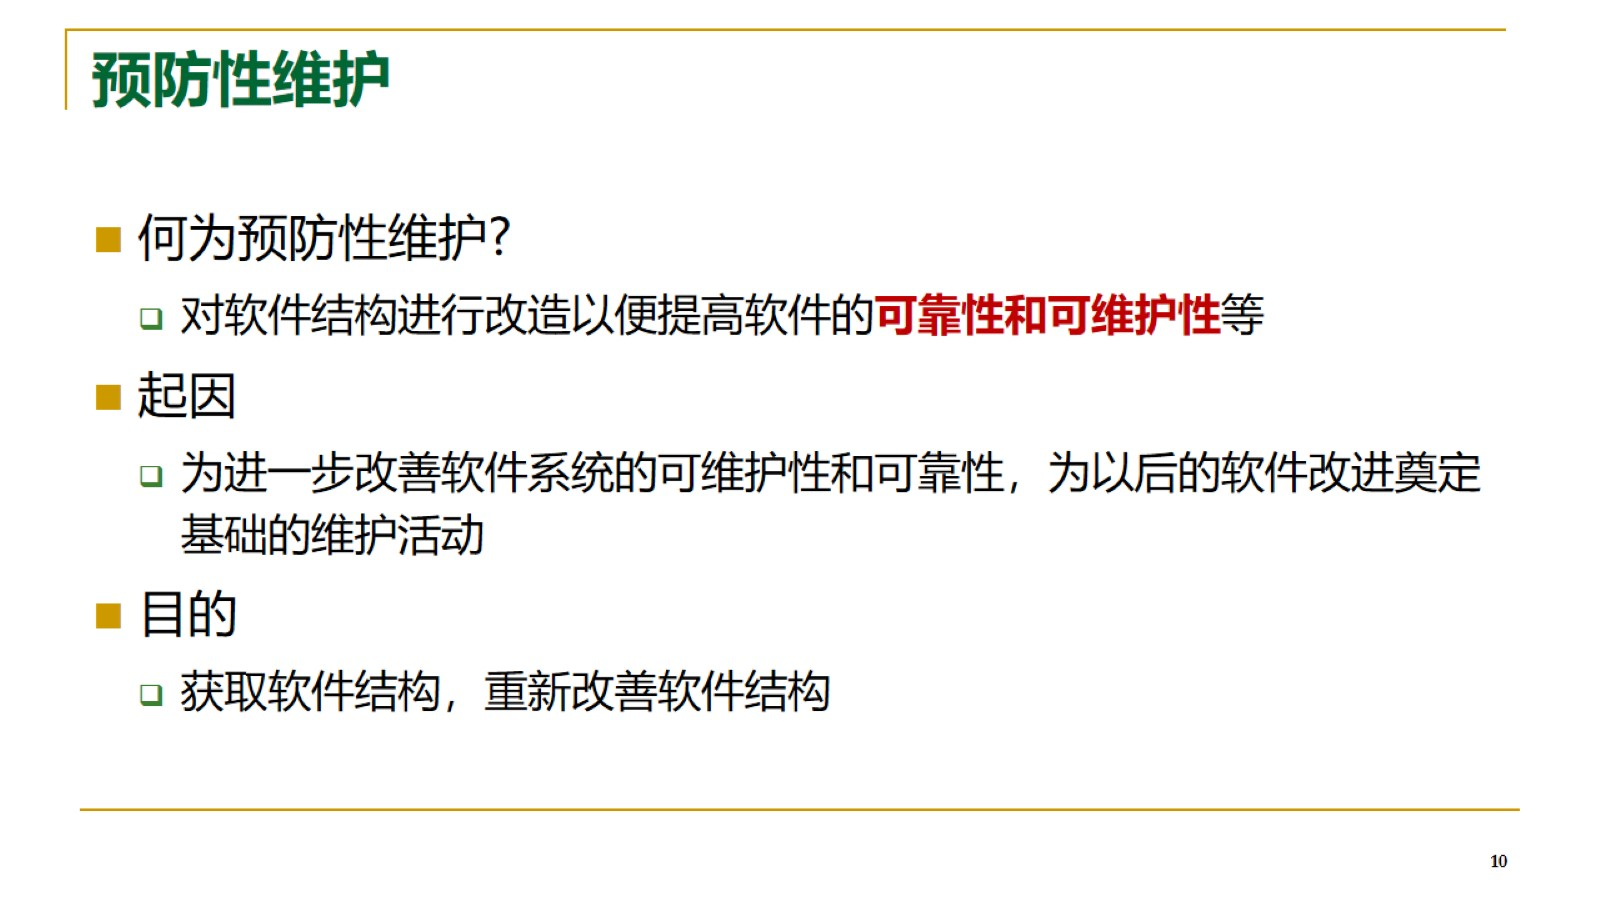 预防性维护
何为预防性维护?
对软件结构进行改造以便提高软件的可靠性和可维护性等
起因
为进一步改善软件系统的可维护性和可靠性，为以后的软件改进奠定
基础的维护活动
目的
获取软件结构，重新改善软件结构
10